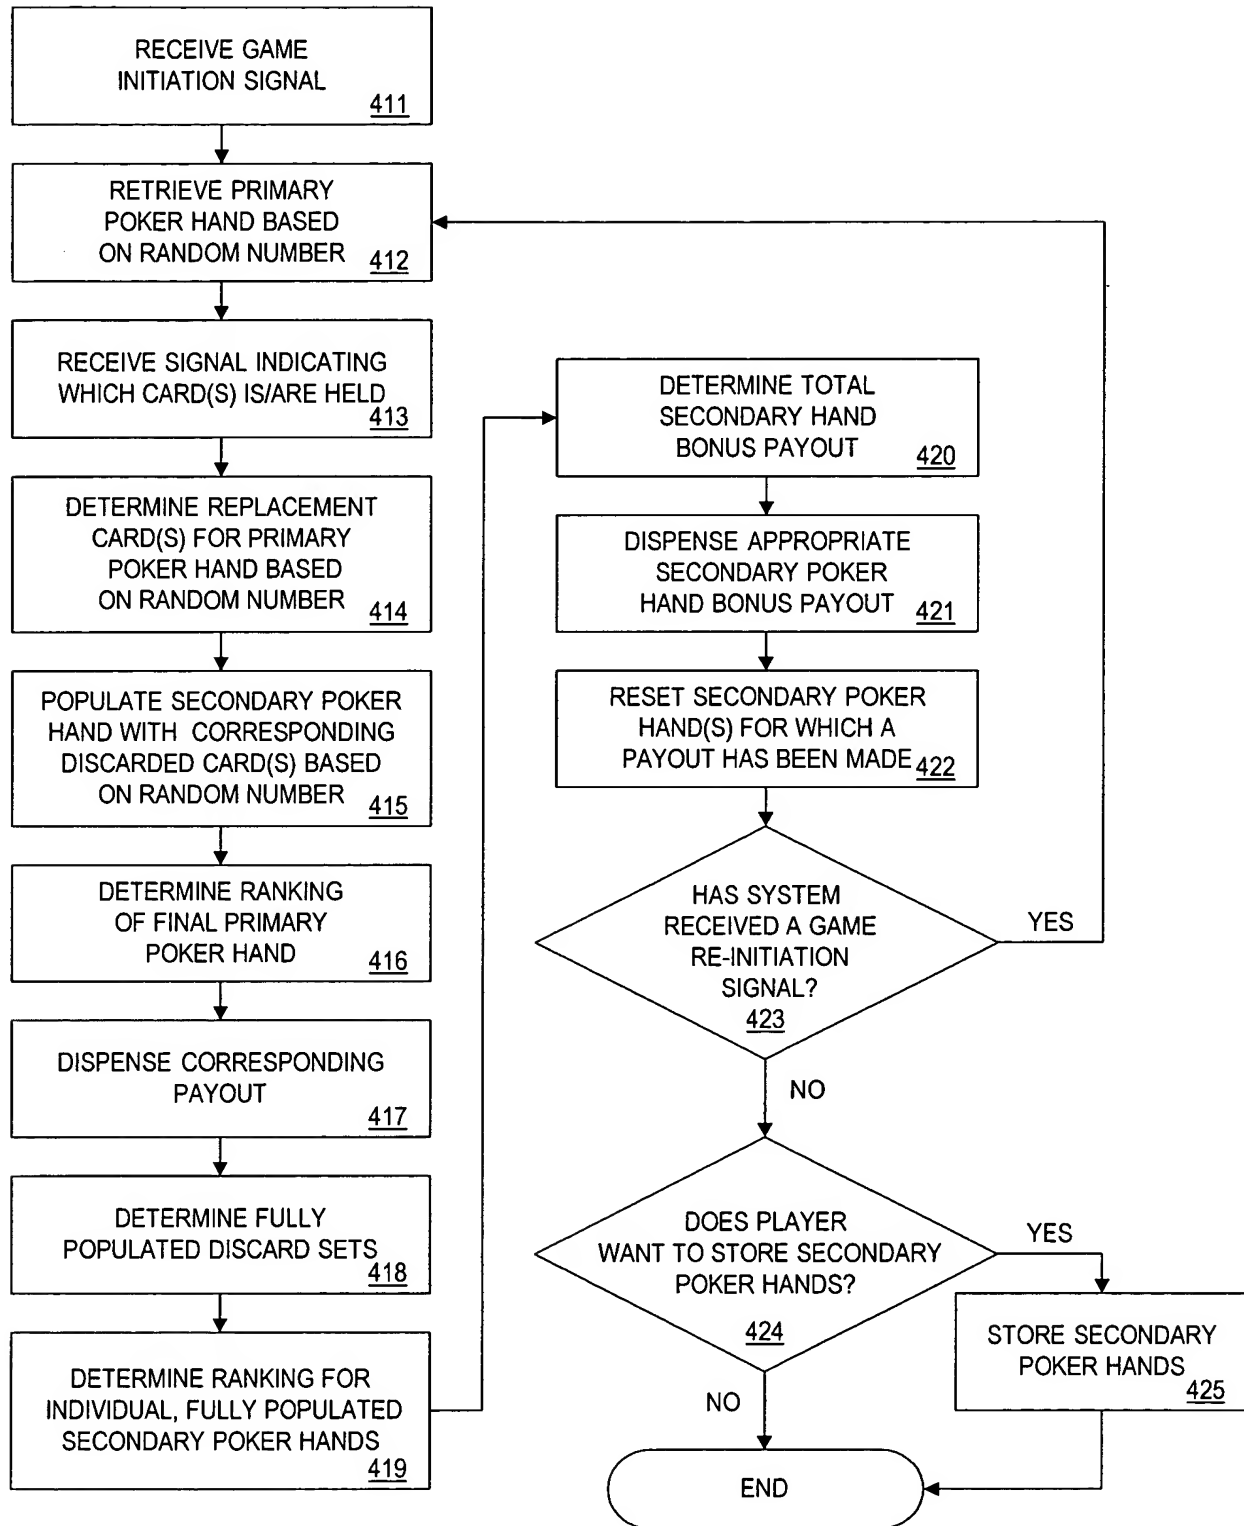 RECEIVE GAME
INITIATION SIGNAL
411
RETRIEVE PRIMARY
POKER HAND BASED
ON RANDOM NUMBER
412
RECEIVE SIGNAL INDICATING
WHICH CARD(S) IS/ARE HELD
413
DETERMINE REPLACEMENT
CARD(S) FOR PRIMARY
POKER HAND BASED
ON RANDOM NUMBER
414
POPULATE SECONDARY POKER
HAND WITH CORRESPONDING
DISCARDED CARD(S) BASED
ON RANDOM NUMBER
415
DETERMINE RANKING
OF FINAL PRIMARY
POKER HAND
416
DISPENSE CORRESPONDING
PAYOUT
417
DETERMINE FULLY
POPULATED DISCARD SETS
418
DETERMINE RANKING FOR
INDIVIDUAL, FULLY POPULATED
SECONDARY POKER HANDS
419
DETERMINE TOTAL
SECONDARY HAND
BONUS PAYOUT
420
DISPENSE APPROPRIATE
SECONDARY POKER
HAND BONUS PAYOUT
421
RESET SECONDARY POKER
HAND(S) FOR WHICH A
PAYOUT HAS BEEN MADE
422
HAS SYSTEM
RECEIVED A GAME
RE-INITIATION
SIGNAL?
423
YES
NO
DOES PLAYER
WANT TO STORE SECONDARY
POKER HANDS?
424
YES
NO
STORE SECONDARY
POKER HANDS
425
END